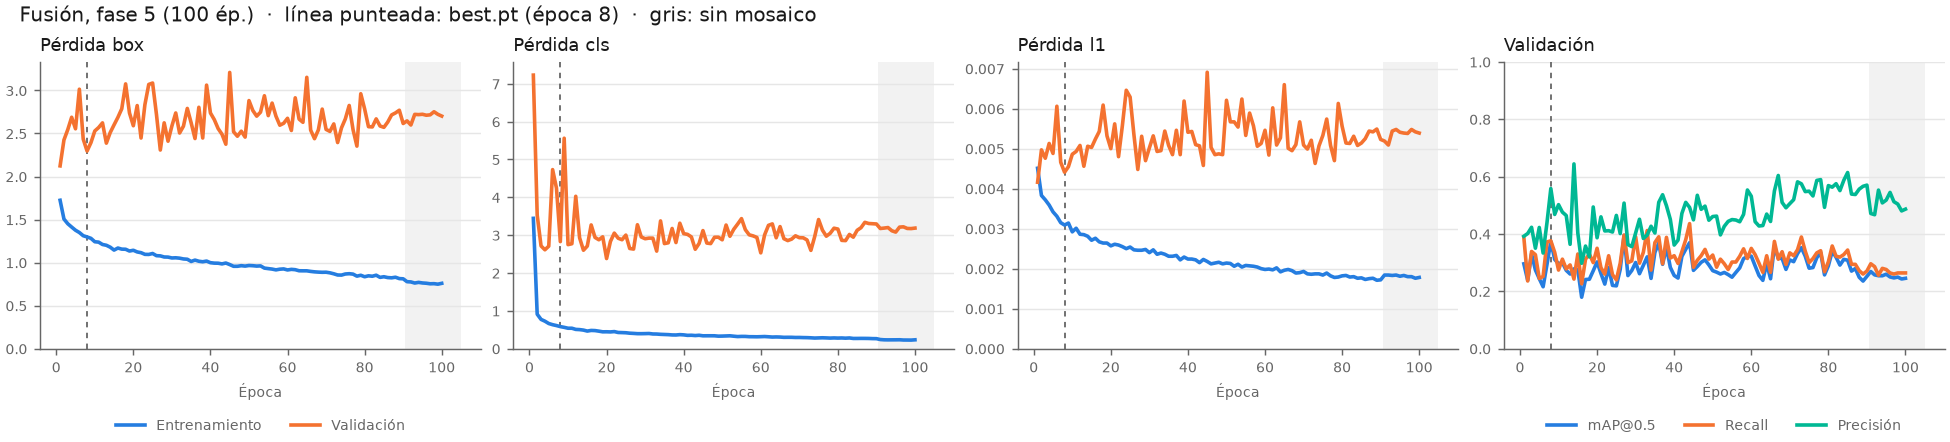 Fusión, fase 5 (100 ép.)  ·  línea punteada: best.pt (época 8)  ·  gris: sin mosaico
Pérdida box
3.0
2.5
2.0
1.5
1.0
0.5
0.0
0 20 40 60 80 100
Época
Pérdida cls
7
6
5
4
3
2
1
0
0 20 40 60 80 100
Época
Pérdida l1
0.007
0.006
0.005
0.004
0.003
0.002
0.001
0.000
0 20 40 60 80 100
Época
Validación
1.0
0.8
0.6
0.4
0.2
0.0
0 20 40 60 80 100
Época
Entrenamiento Validación
mAP@0.5 Recall Precisión